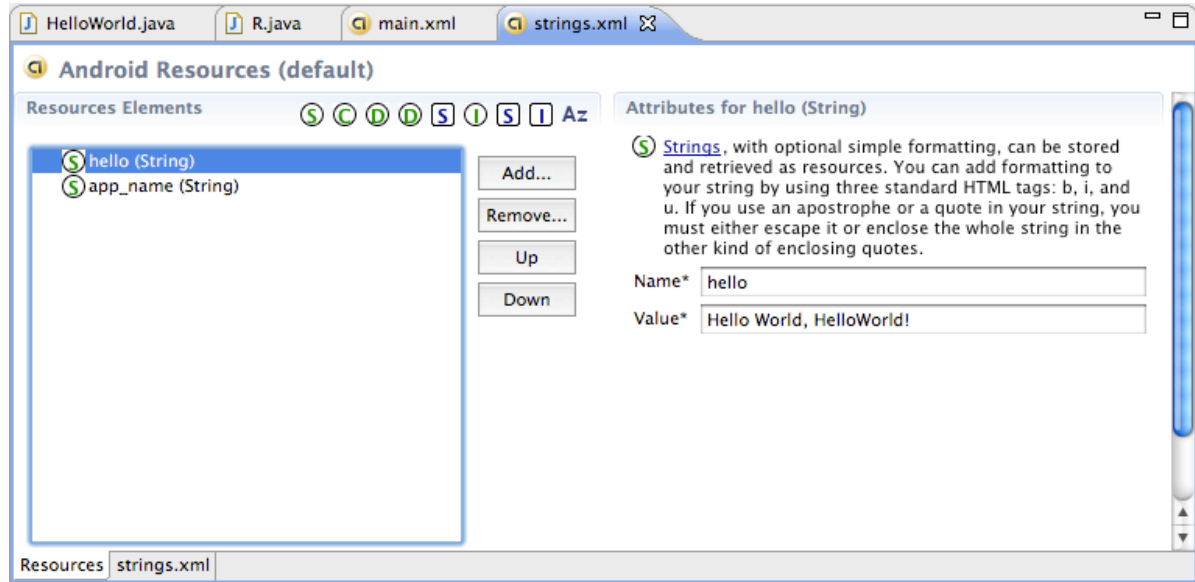 HelloWorld.java R.java main.xml strings.xml
Android Resources (default)
Resources Elements
S C D D S I S I Az
hello (String)
app_name (String)
Add...
Remove...
Up
Down
Attributes for hello (String)
Strings, with optional simple formatting, can be stored
and retrieved as resources. You can add formatting to
your string by using three standard HTML tags: b, i, and
u. If you use an apostrophe or a quote in your string, you
must either escape it or enclose the whole string in the
other kind of enclosing quotes.
Name* hello
Value* Hello World, HelloWorld!
Resources strings.xml